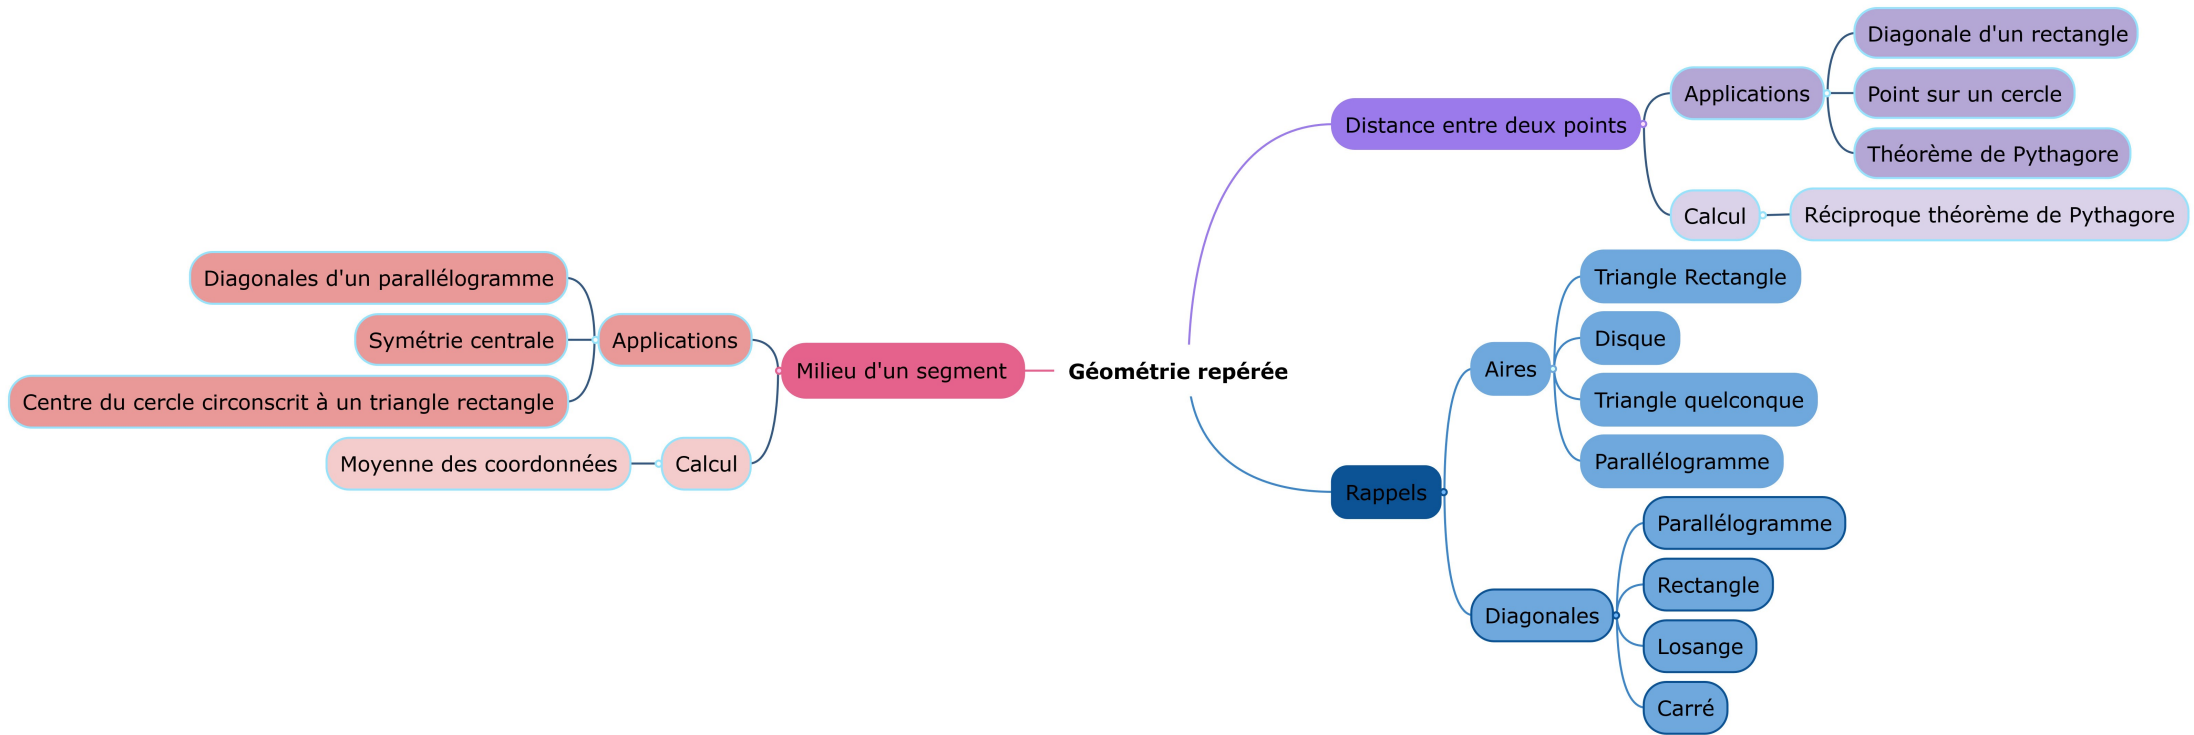 Géométrie repérée
Distance entre deux points
Applications
Diagonale d'un rectangle
Point sur un cercle
Théorème de Pythagore
Calcul
Réciproque théorème de Pythagore
Rappels
Aires
Triangle Rectangle
Disque
Triangle quelconque
Parallélogramme
Diagonales
Parallélogramme
Rectangle
Losange
Carré
Milieu d'un segment
Applications
Diagonales d'un parallélogramme
Symétrie centrale
Centre du cercle circonscrit à un triangle rectangle
Calcul
Moyenne des coordonnées